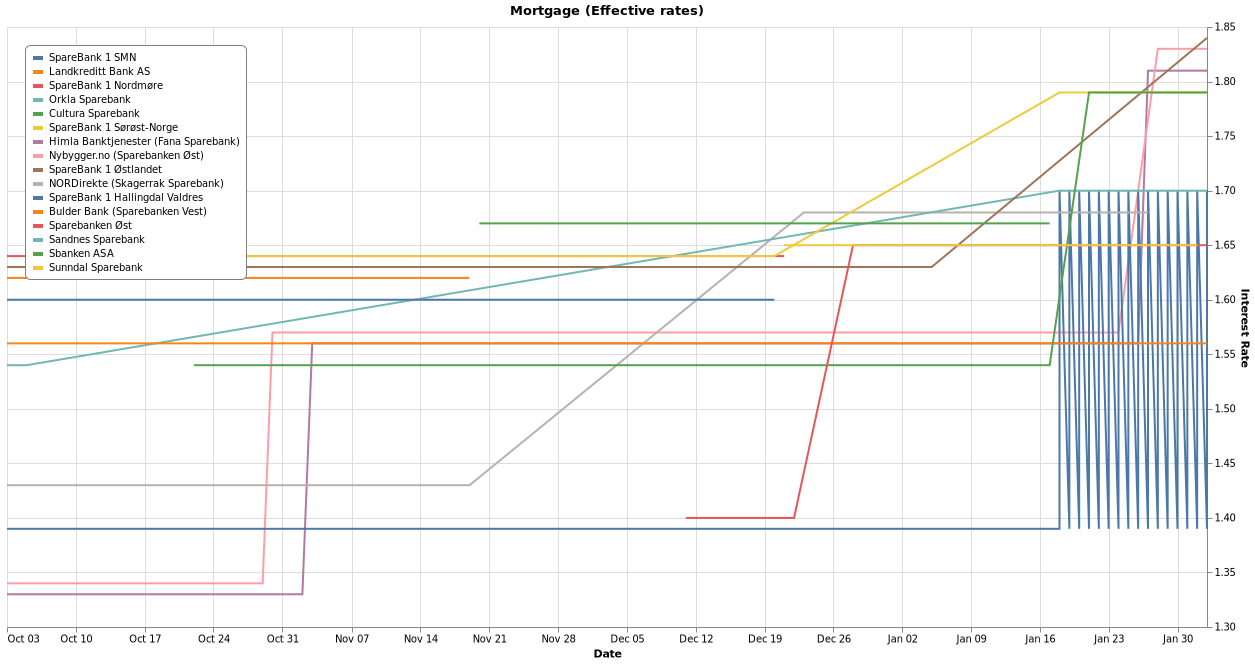 Mortgage (Effective rates)
SpareBank 1 SMN
Landkreditt Bank AS
SpareBank 1 Nordmøre
Orkla Sparebank
Cultura Sparebank
SpareBank 1 Sørøst-Norge
Himla Banktjenester (Fana Sparebank)
Nybygger.no (Sparebanken Øst)
SpareBank 1 Østlandet
NORDirekte (Skagerrak Sparebank)
SpareBank 1 Hallingdal Valdres
Bulder Bank (Sparebanken Vest)
Sparebanken Øst
Sandnes Sparebank
Sbanken ASA
Sunndal Sparebank
1.85
1.80
1.75
1.70
1.65
1.60
1.55
1.50
1.45
1.40
1.35
1.30
Interest Rate
Oct 03 Oct 10 Oct 17 Oct 24 Oct 31 Nov 07 Nov 14 Nov 21 Nov 28 Dec 05 Dec 12 Dec 19 Dec 26 Jan 02 Jan 09 Jan 16 Jan 23 Jan 30
Date